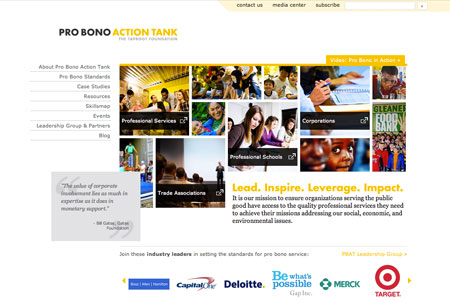 contact us media center subscribe
PRO BONO ACTION TANK
THE TAPROOT FOUNDATION
Video: Pro Bono in Action »
About Pro Bono Action Tank
Pro Bono Standards
Case Studies
Resources
Skillsmap
Events
Leadership Group & Partners
Blog
Professional Services
Corporations
GLEANER
FOOD
BANK
Professional Schools
Trade Associations
"The value of corporate
involvement lies as much in
expertise as it does in
monetary support."
- Bill Gates, Gates
Foundation
Lead. Inspire. Leverage. Impact.
It is our mission to ensure organizations serving the public
good have access to the quality professional services they need
to achieve their missions addressing our social, economic, and
environmental issues.
Join these industry leaders in setting the standards for pro bono service:
PBAT Leadership Group »
Booz | Allen | Hamilton
Capital One
Deloitte.
Be what's
possible
Gap Inc.
MERCK
TARGET